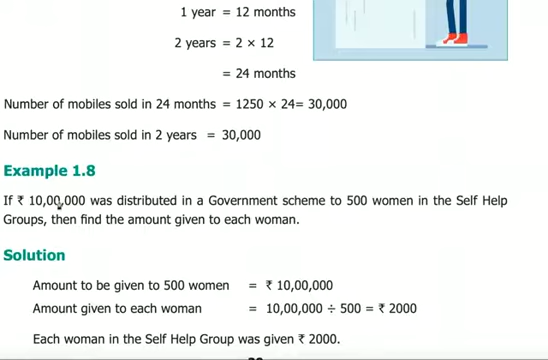 1 year = 12 months
2 years = 2 × 12
= 24 months
Number of mobiles sold in 24 months = 1250 × 24= 30,000
Number of mobiles sold in 2 years = 30,000
Example 1.8
If ₹ 10,00,000 was distributed in a Government scheme to 500 women in the Self Help
Groups, then find the amount given to each woman.
Solution
Amount to be given to 500 women = ₹ 10,00,000
Amount given to each woman = 10,00,000 ÷ 500 = ₹ 2000
Each woman in the Self Help Group was given ₹ 2000.